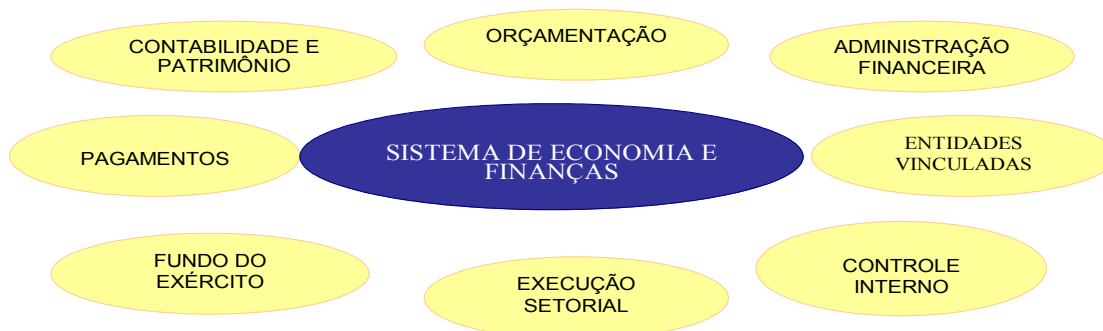 CONTABILIDADE E
PATRIMÔNIO
ORÇAMENTAÇÃO
ADMINISTRAÇÃO
FINANCEIRA
PAGAMENTOS
SISTEMA DE ECONOMIA E
FINANÇAS
ENTIDADES
VINCULADAS
FUNDO DO
EXÉRCITO
EXECUÇÃO
SETORIAL
CONTROLE
INTERNO